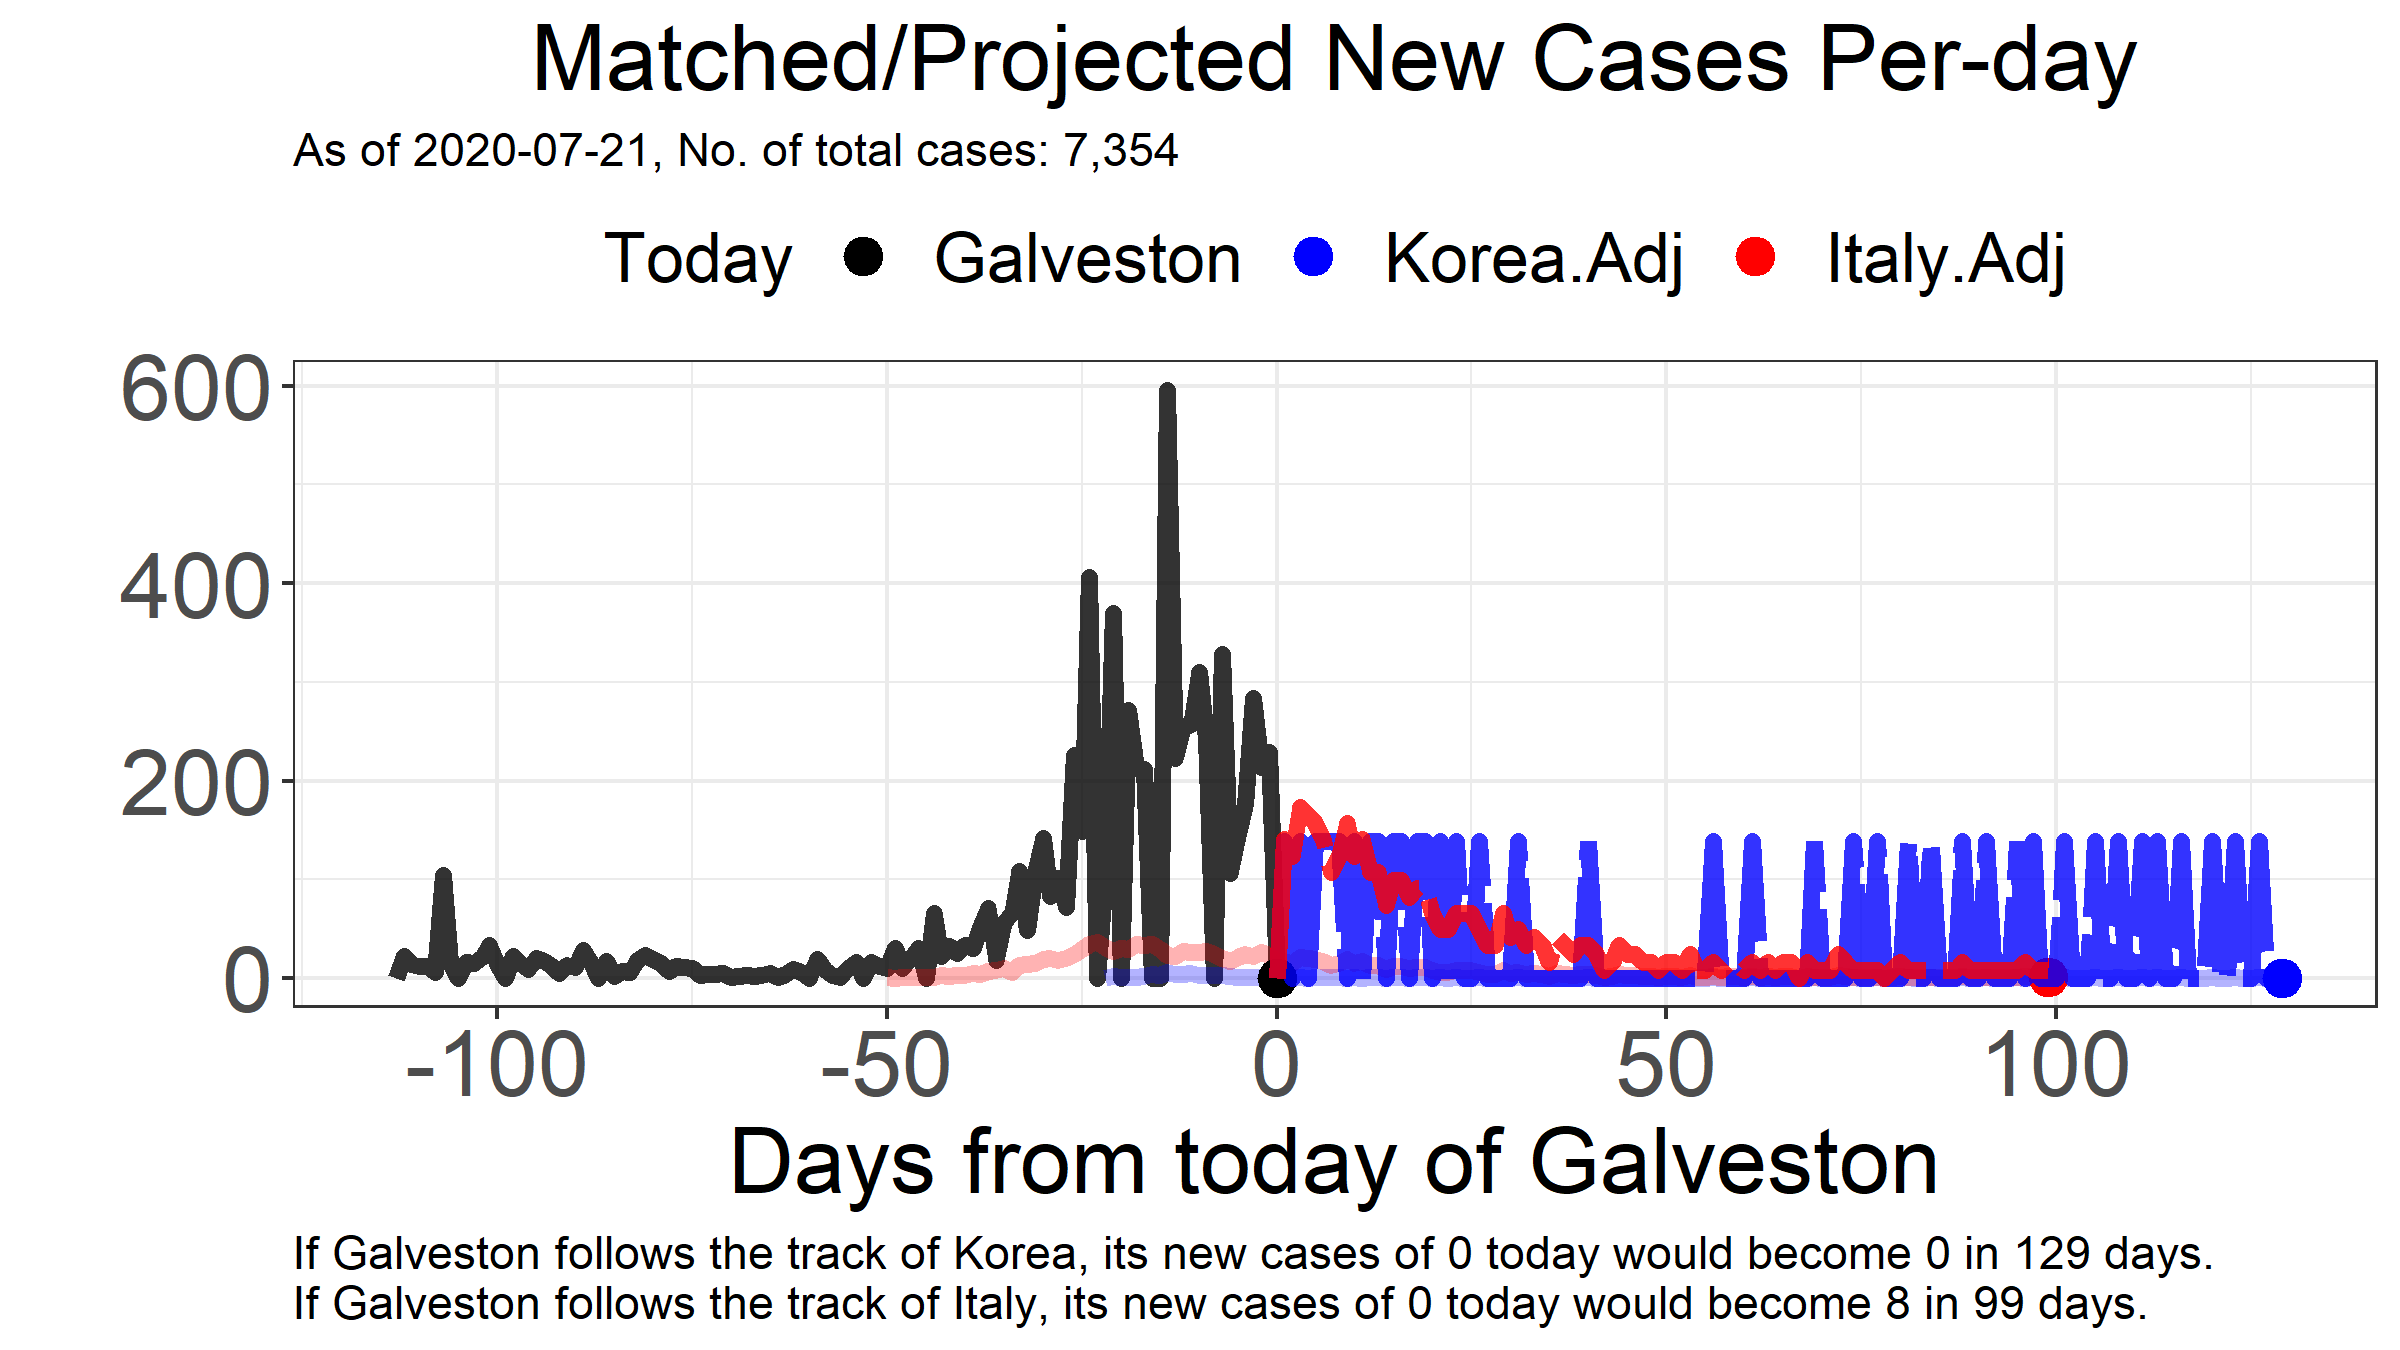 Matched/Projected New Cases Per-day
As of 2020-07-21, No. of total cases: 7,354
Today Galveston Korea.Adj Italy.Adj
600
400
200
0
-100 -50 0 50 100
Days from today of Galveston
If Galveston follows the track of Korea, its new cases of 0 today would become 0 in 129 days.
If Galveston follows the track of Italy, its new cases of 0 today would become 8 in 99 days.